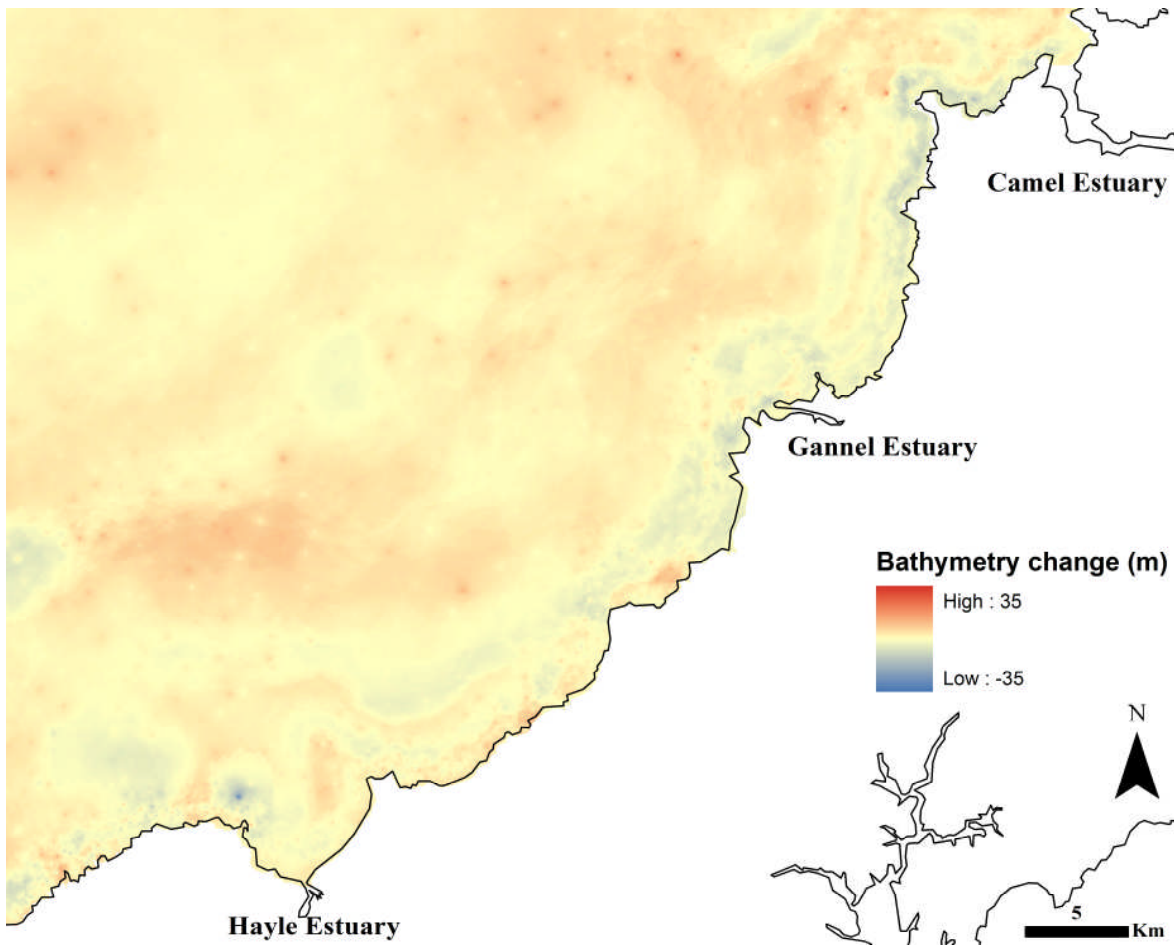 Camel Estuary
Gannel Estuary
Bathymetry change (m)
High : 35
Low : -35
N
5
Km
Hayle Estuary